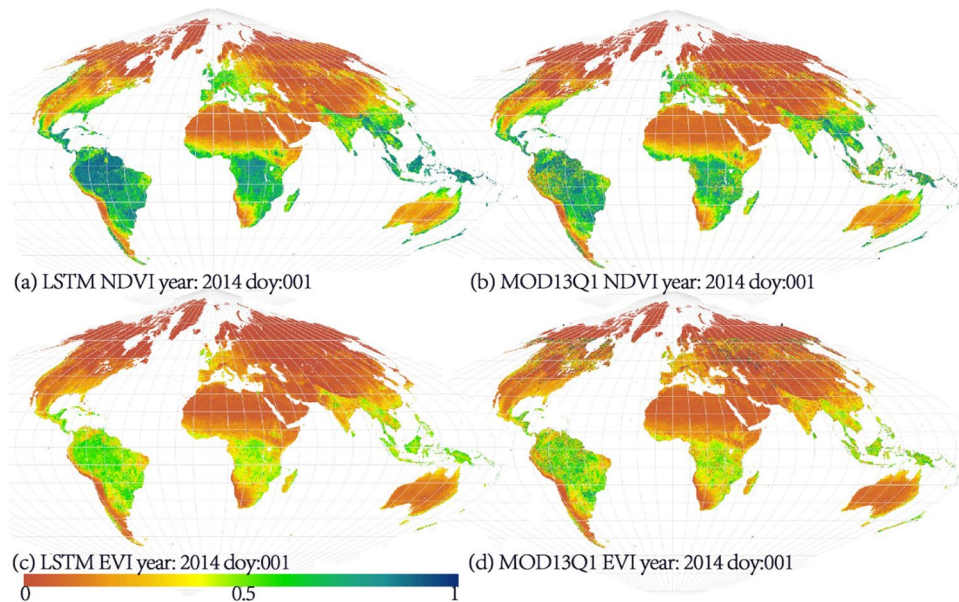 (a) LSTM NDVI year: 2014 doy:001
(b) MOD13Q1 NDVI year: 2014 doy:001
(c) LSTM EVI year: 2014 doy:001
(d) MOD13Q1 EVI year: 2014 doy:001
0 0.5 1